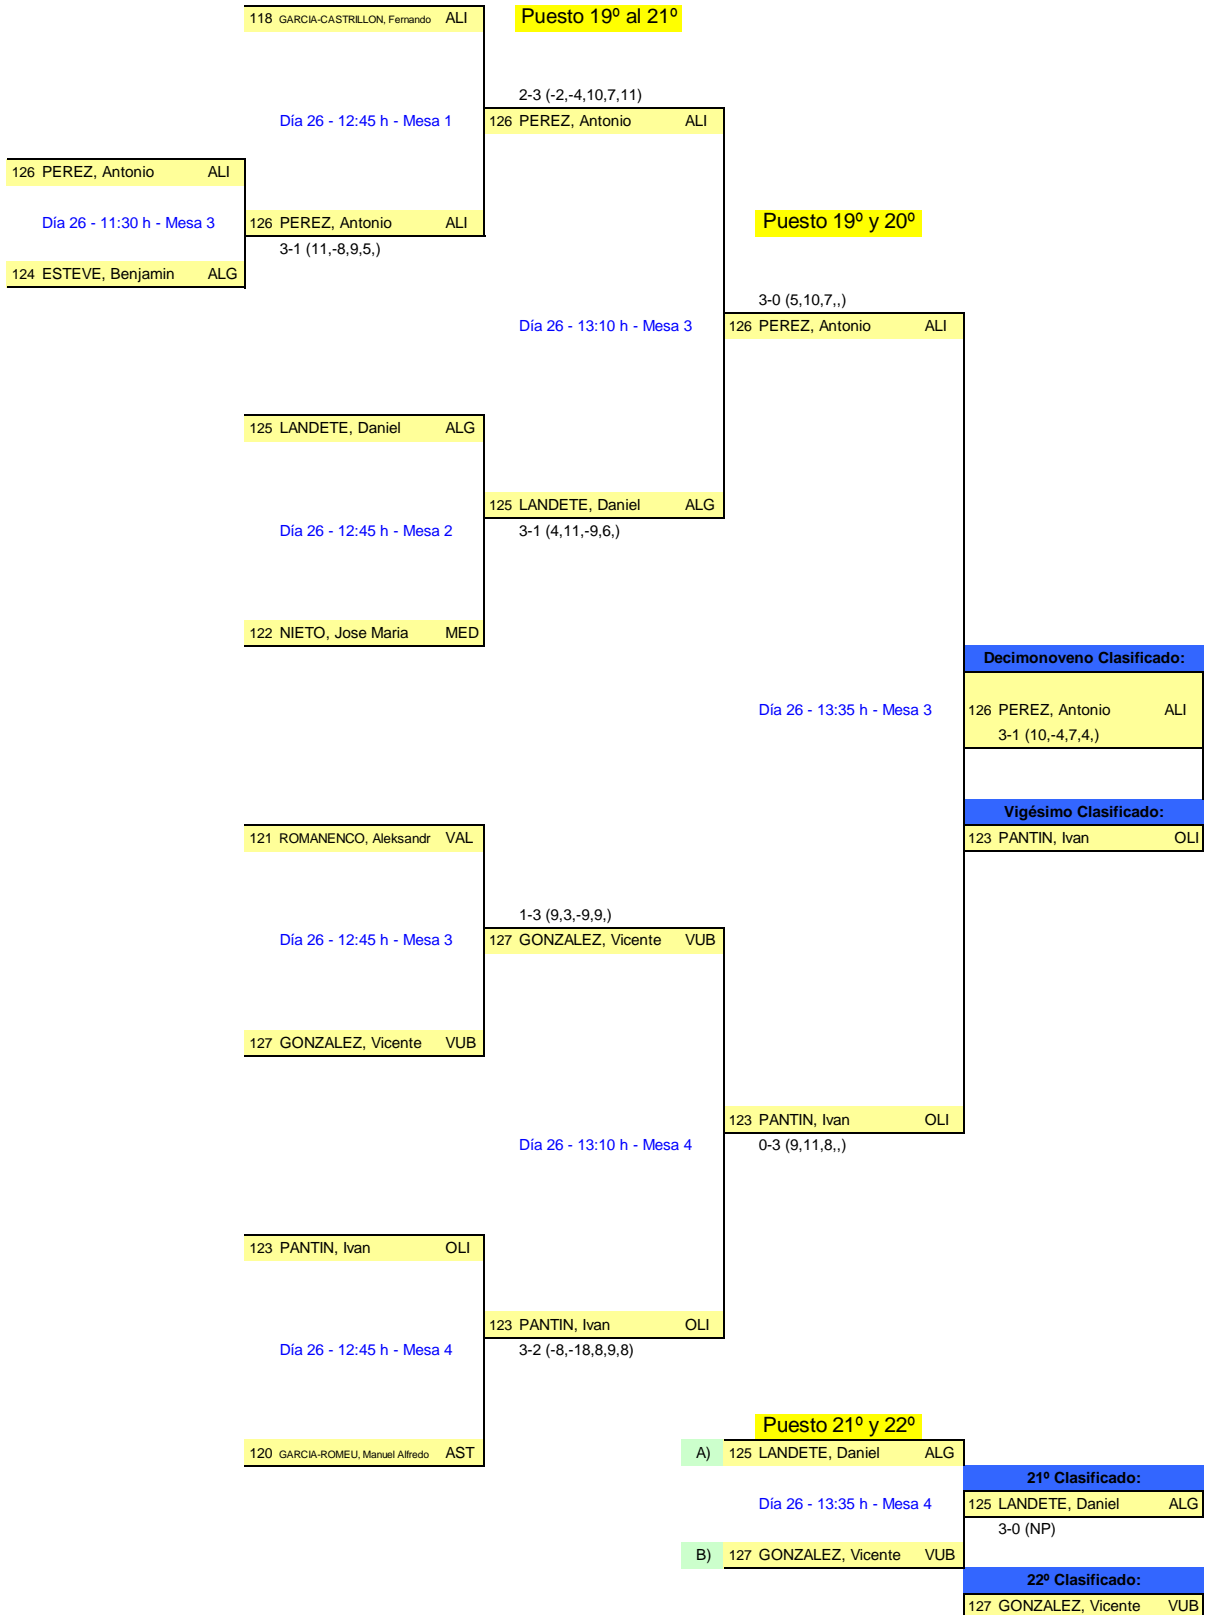 118 GARCIA-CASTRILLON, Fernando ALI
Puesto 19º al 21º
2-3 (-2,-4,10,7,11)
Día 26 - 12:45 h - Mesa 1
126 PEREZ, Antonio ALI
126 PEREZ, Antonio ALI
Día 26 - 11:30 h - Mesa 3
126 PEREZ, Antonio ALI
Puesto 19º y 20º
3-1 (11,-8,9,5,)
124 ESTEVE, Benjamin ALG
3-0 (5,10,7,,)
Día 26 - 13:10 h - Mesa 3
126 PEREZ, Antonio ALI
125 LANDETE, Daniel ALG
125 LANDETE, Daniel ALG
Día 26 - 12:45 h - Mesa 2
3-1 (4,11,-9,6,)
122 NIETO, Jose Maria MED
Decimonoveno Clasificado:
Día 26 - 13:35 h - Mesa 3
126 PEREZ, Antonio ALI
3-1 (10,-4,7,4,)
Vigésimo Clasificado:
121 ROMANENCO, Aleksandr VAL
123 PANTIN, Ivan OLI
1-3 (9,3,-9,9,)
Día 26 - 12:45 h - Mesa 3
127 GONZALEZ, Vicente VUB
127 GONZALEZ, Vicente VUB
123 PANTIN, Ivan OLI
Día 26 - 13:10 h - Mesa 4
0-3 (9,11,8,,)
123 PANTIN, Ivan OLI
123 PANTIN, Ivan OLI
Día 26 - 12:45 h - Mesa 4
3-2 (-8,-18,8,9,8)
Puesto 21º y 22º
120 GARCIA-ROMEU, Manuel Alfredo AST
A) 125 LANDETE, Daniel ALG
21º Clasificado:
Día 26 - 13:35 h - Mesa 4
125 LANDETE, Daniel ALG
3-0 (NP)
B) 127 GONZALEZ, Vicente VUB
22º Clasificado:
127 GONZALEZ, Vicente VUB